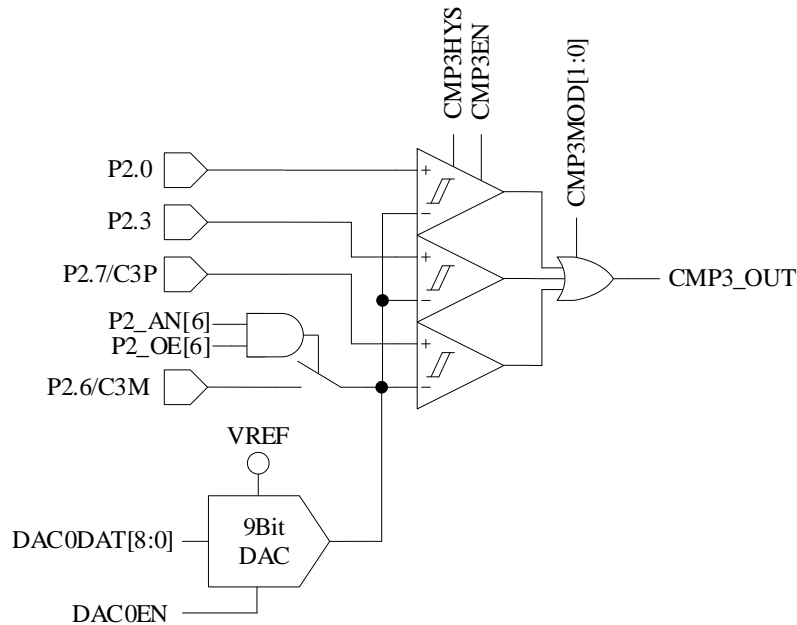 CMP3HYS
CMP3EN
CMP3MOD[1:0]
P2.0
P2.3
P2.7/C3P
P2_AN[6]
P2_OE[6]
P2.6/C3M
+
−
+
−
+
−
CMP3_OUT
VREF
DAC0DAT[8:0]
9Bit
DAC
DAC0EN